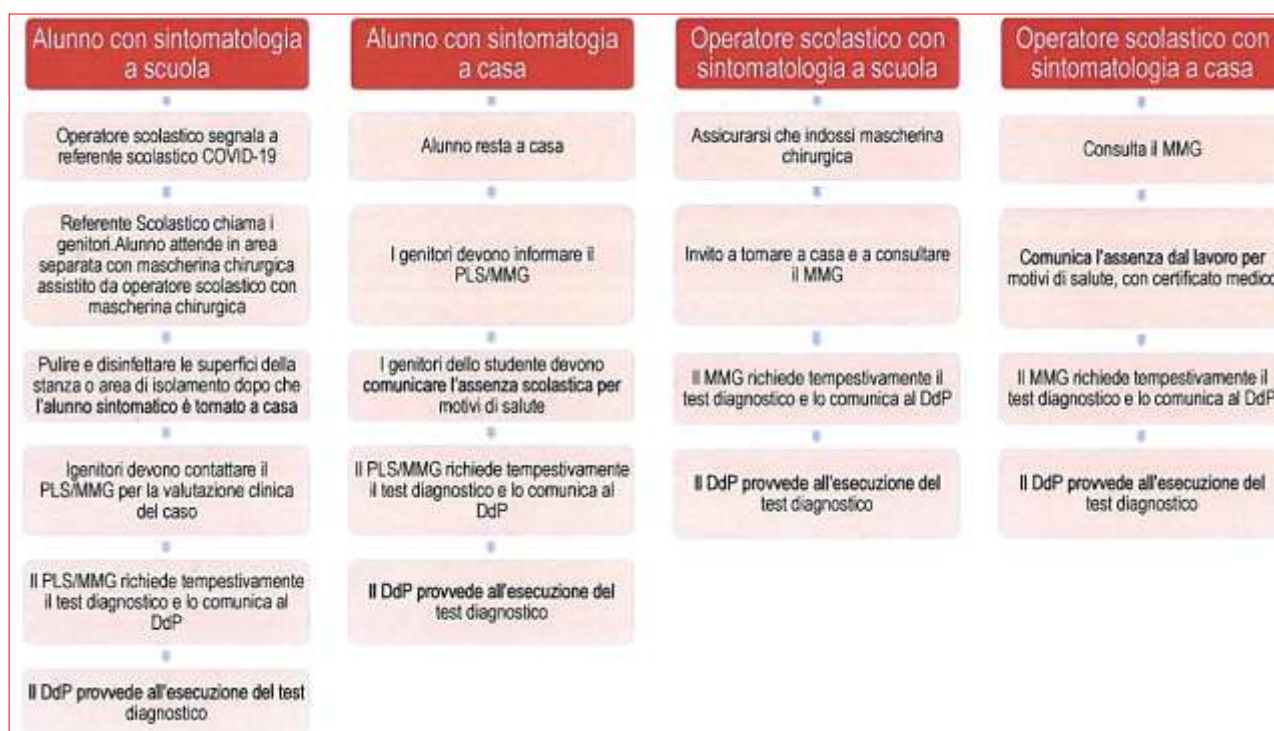 Alunno con sintomatologia
a scuola
Operatore scolastico segnala a
referente scolastico COVID-19
Referente Scolastico chiama i
genitori.Alunno attende in area
separata con mascherina chirurgica
assistito da operatore scolastico con
mascherina chirurgica
Pulire e disinfettare le superfici della
stanza o area di isolamento dopo che
l'alunno sintomatico è tornato a casa
Igenitori devono contattare il
PLS/MMG per la valutazione clinica
del caso
Il PLS/MMG richiede tempestivamente
il test diagnostico e lo comunica al
DdP
Il DdP provvede all'esecuzione del test
diagnostico
Alunno con sintomatogia
a casa
Alunno resta a casa
I genitori devono informare il
PLS/MMG
I genitori dello studente devono
comunicare l'assenza scolastica per
motivi di salute
Il PLS/MMG richiede tempestivamente
il test diagnostico e lo comunica al
DdP
Il DdP provvede all'esecuzione del
test diagnostico
Operatore scolastico con
sintomatologia a scuola
Assicurarsi che indossi mascherina
chirurgica
Invito a tornare a casa e a consultare
il MMG
Il MMG richiede tempestivamente il
test diagnostico e lo comunica al DdP
Il DdP provvede all'esecuzione del
test diagnostico
Operatore scolastico con
sintomatologia a casa
Consulta il MMG
Comunica l'assenza dal lavoro per
motivi di salute, con certificato medico
Il MMG richiede tempestivamente il
test diagnostico e lo comunica al DdP
Il DdP provvede all'esecuzione del
test diagnostico